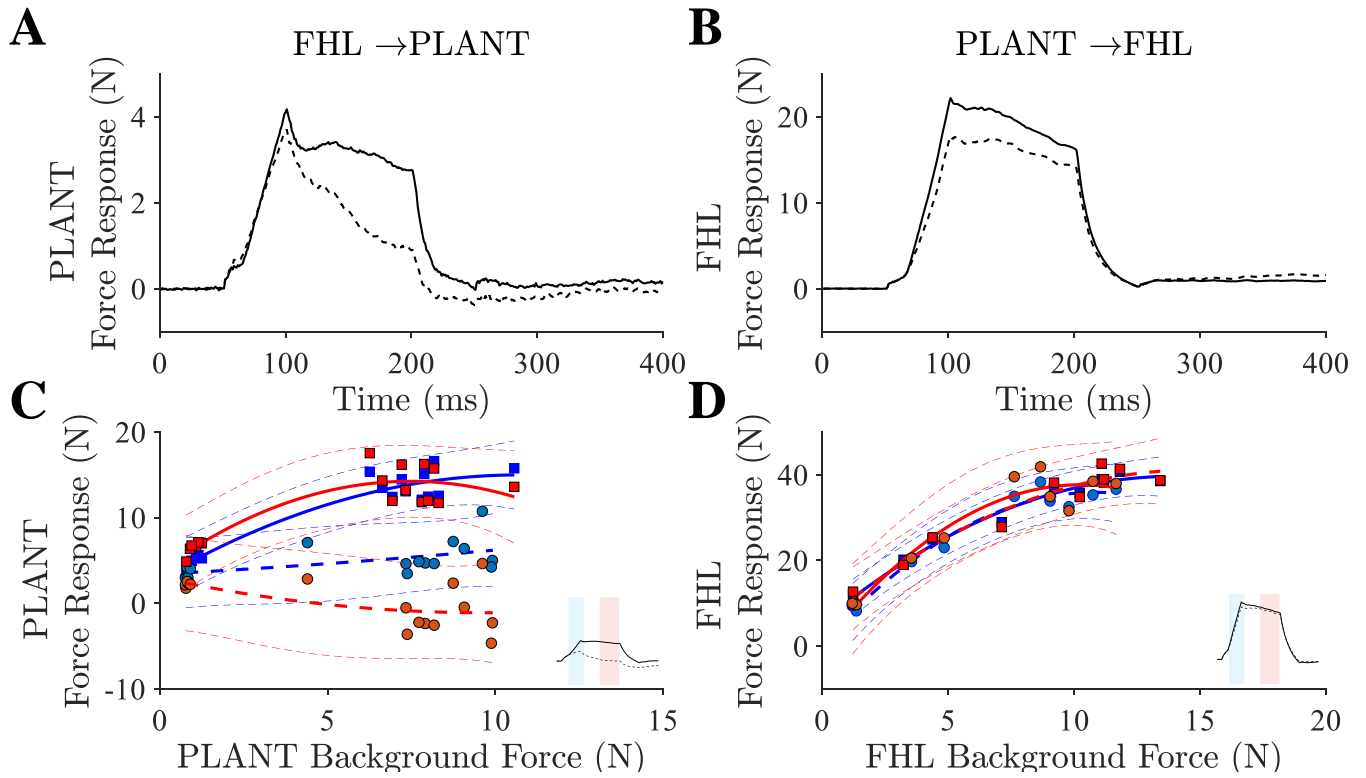 A
FHL →PLANT
PLANT
Force Response (N)
4
2
0
0
100
200
300
400
Time (ms)
B
PLANT →FHL
FHL
Force Response (N)
20
10
0
0
100
200
300
400
Time (ms)
C
PLANT
Force Response (N)
20
10
0
-10
0
5
10
15
PLANT Background Force (N)
D
FHL
Force Response (N)
40
20
0
0
5
10
15
20
FHL Background Force (N)